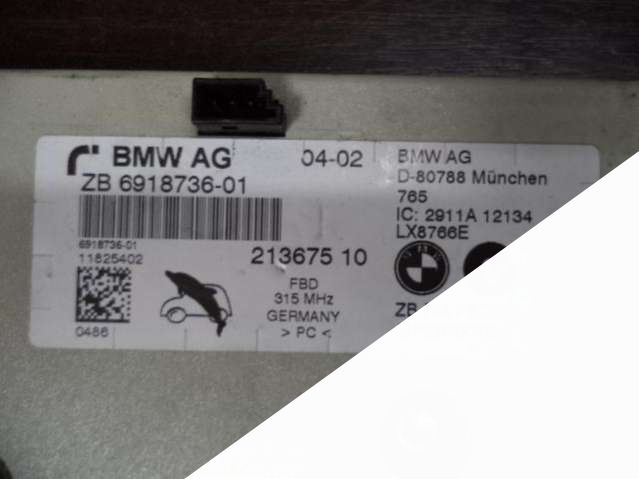 BMW AG 04-02
ZB 6918736-01
6918736-01
11825402
213675 10
FBD
315 MHz
GERMANY
> PC <
0486
BMW AG
D-80788 München
765
IC: 2911A 12134
LX8766E
ZB